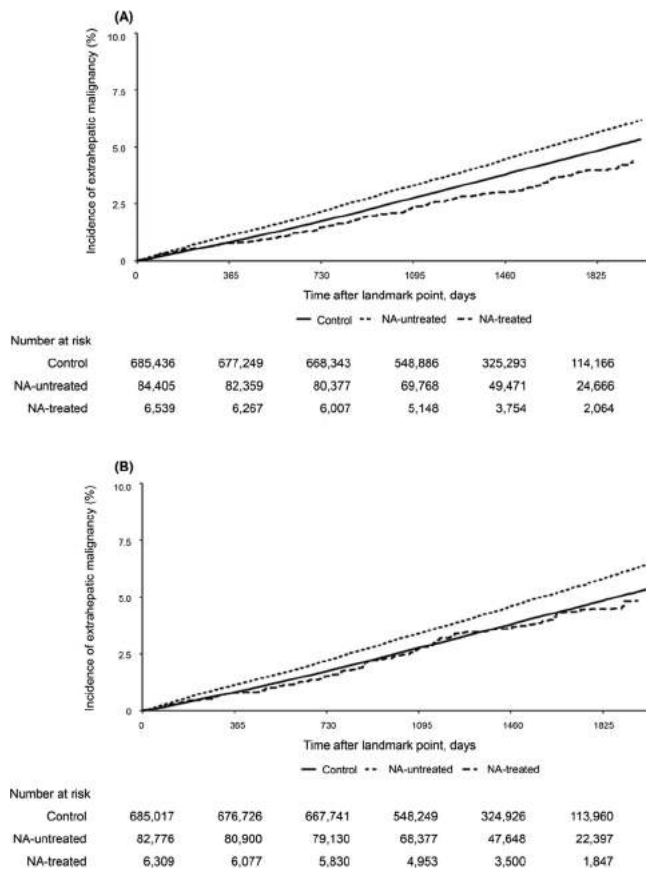 (A)
10.0
7.5
5.0
2.5
0
Incidence of extrahepatic malignancy (%)
0 365 730 1095 1460 1825
Time after landmark point, days
Control NA-untreated NA-treated
Number at risk
Control 685,436 677,249 668,343 548,886 325,293 114,166
NA-untreated 84,405 82,359 80,377 69,768 49,471 24,666
NA-treated 6,539 6,267 6,007 5,148 3,754 2,064
(B)
10.0
7.5
5.0
2.5
0
Incidence of extrahepatic malignancy (%)
0 365 730 1095 1460 1825
Time after landmark point, days
Control NA-untreated NA-treated
Number at risk
Control 685,017 676,726 667,741 548,249 324,926 113,960
NA-untreated 82,776 80,900 79,130 68,377 47,648 22,397
NA-treated 6,309 6,077 5,830 4,953 3,500 1,847